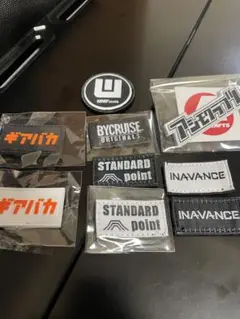 ギアバカ
BYCRUISE
ORIGINALS
STANDARD
point
INAVANCE
ギアバカ
STANDARD
point
INAVANCE